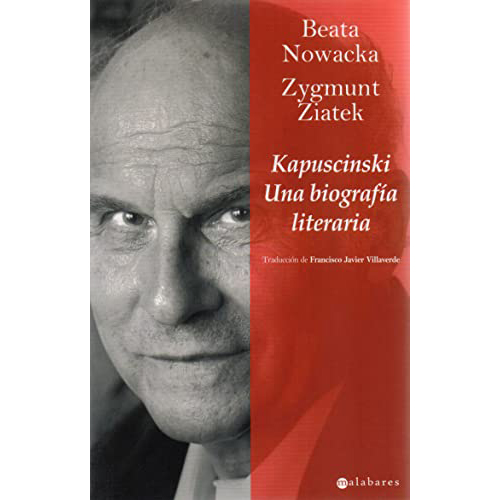 Beata
Nowacka
Zygmunt
Ziatek
Kapuscinski
Una biografía
literaria
Traducción de Francisco Javier Villaverde
malabares